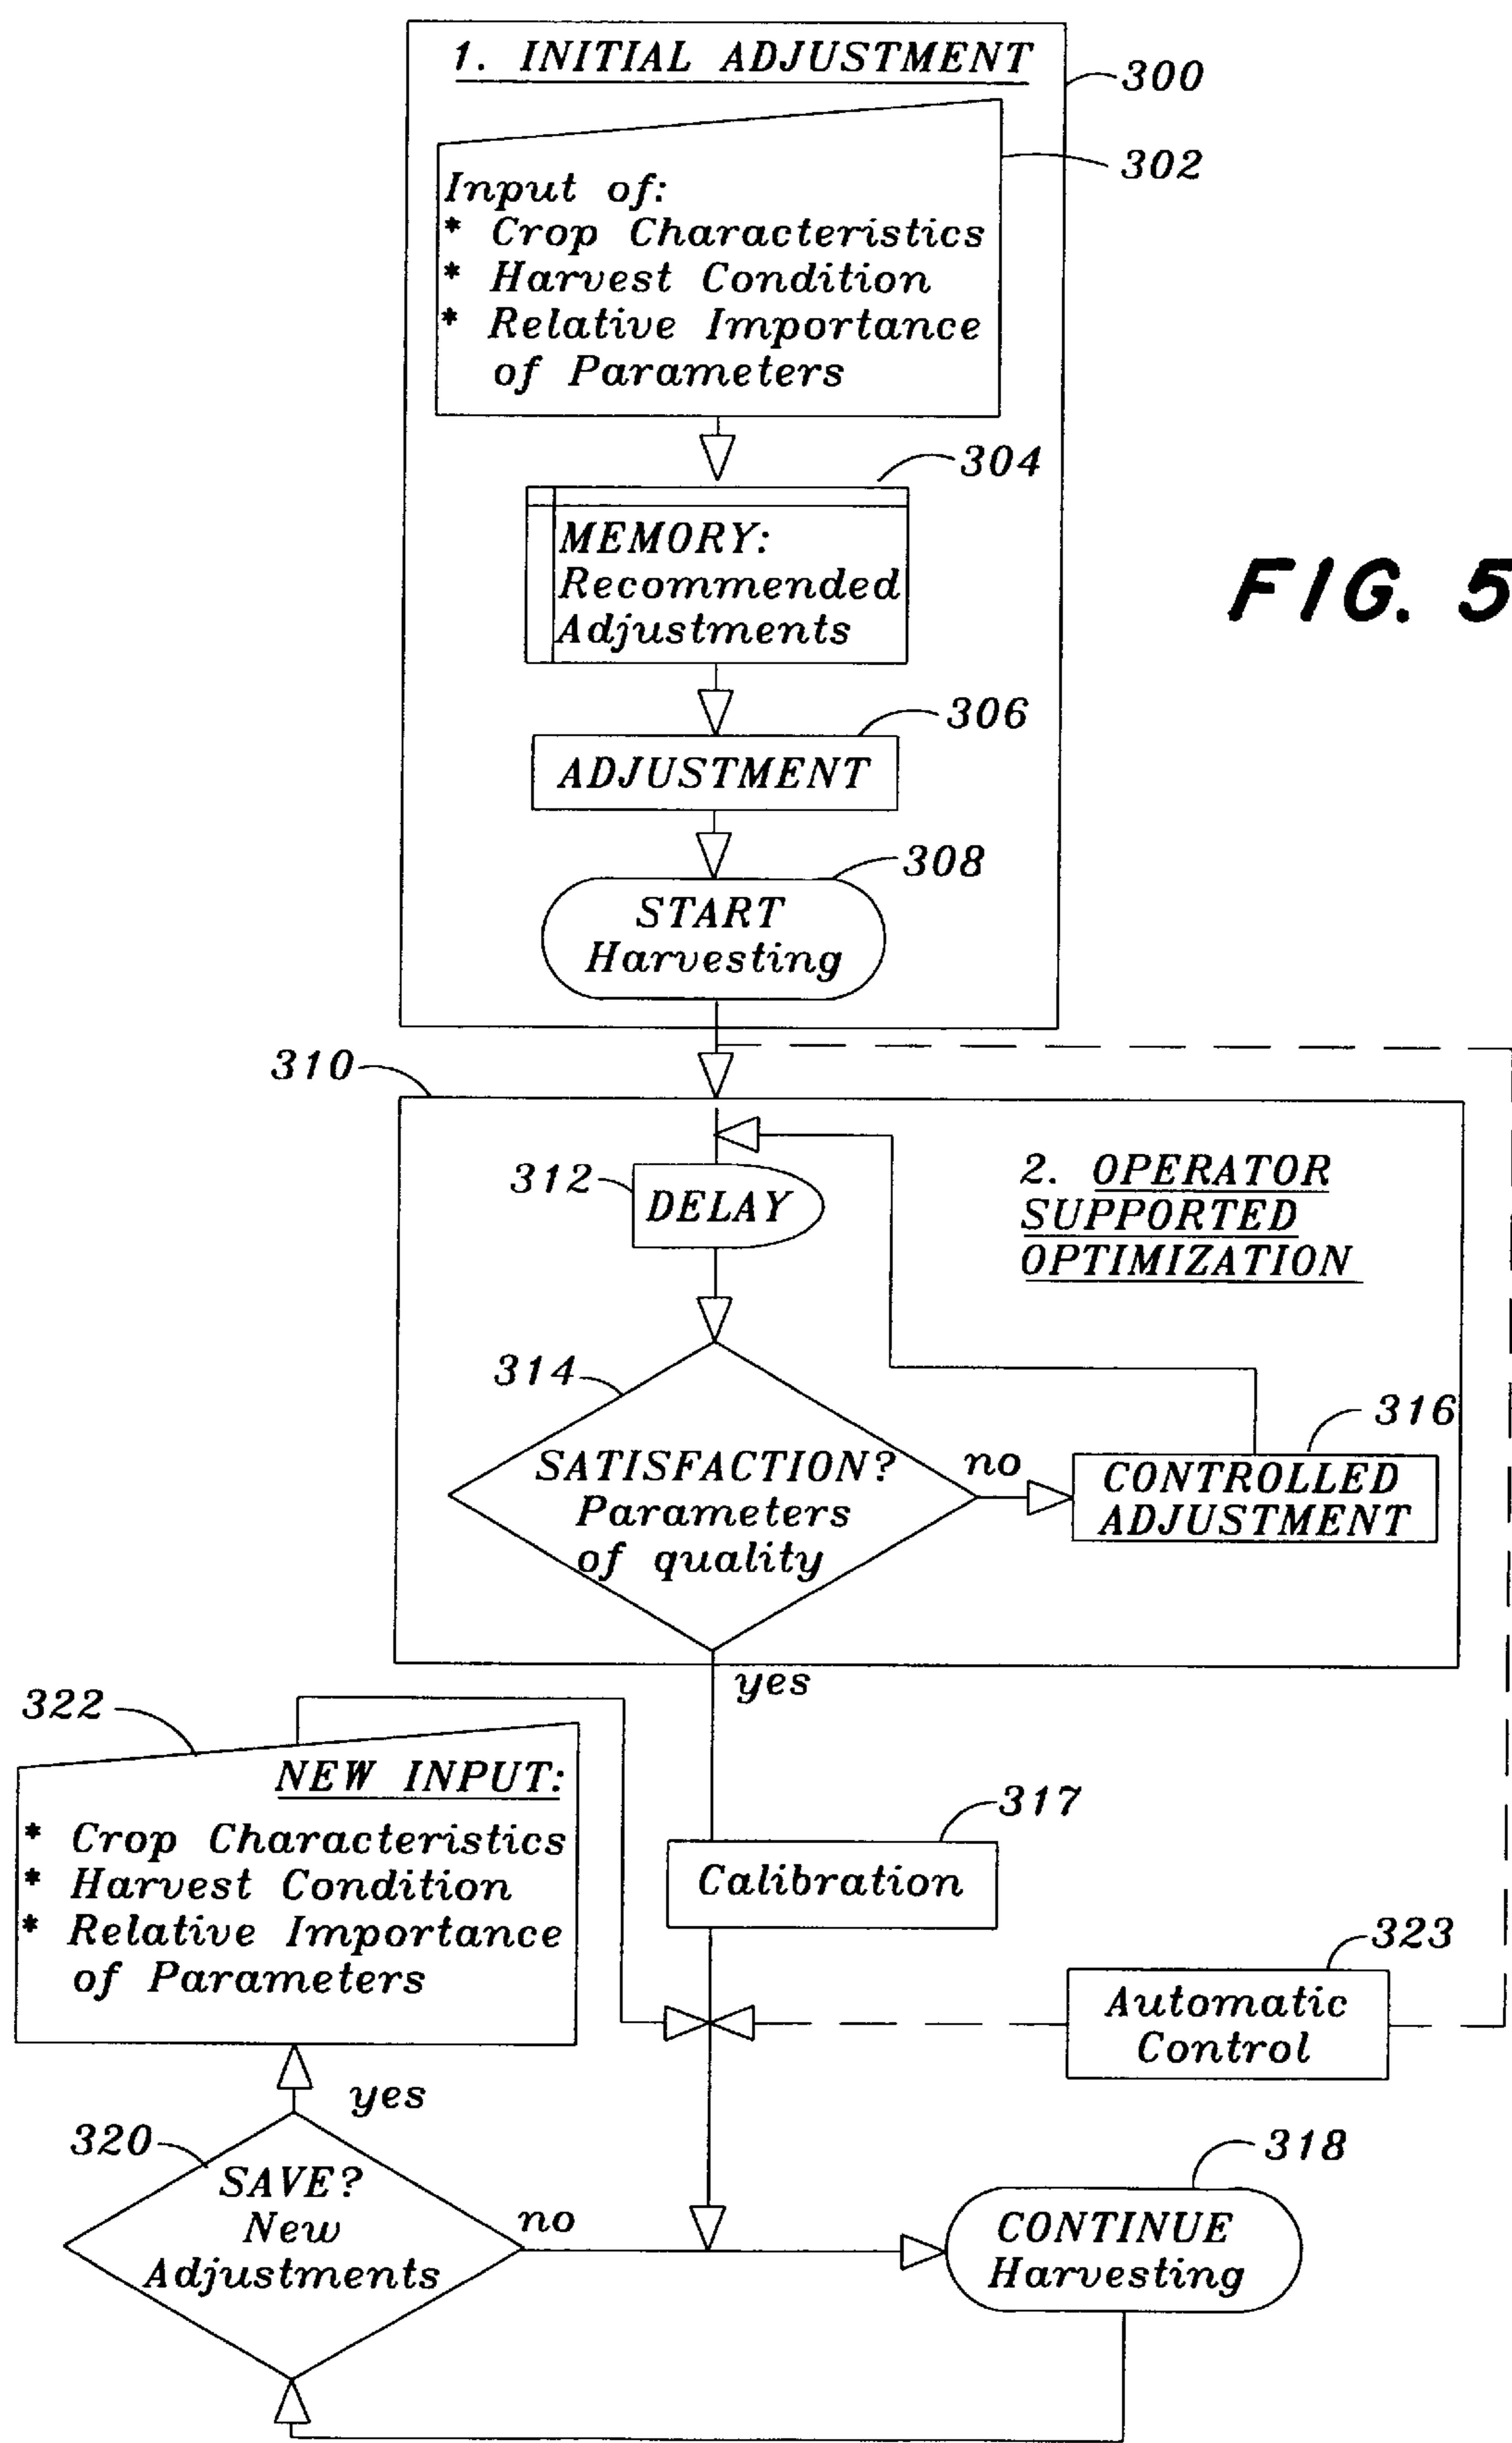 1. INITIAL ADJUSTMENT
300
302
Input of:
* Crop Characteristics
* Harvest Condition
* Relative Importance
of Parameters
304
MEMORY:
Recommended
Adjustments
FIG. 5
306
ADJUSTMENT
308
START
Harvesting
310
312
DELAY
2. OPERATOR
SUPPORTED
OPTIMIZATION
314
316
SATISFACTION?
Parameters
of quality
no
CONTROLLED
ADJUSTMENT
yes
322
NEW INPUT:
* Crop Characteristics
* Harvest Condition
* Relative Importance
of Parameters
317
Calibration
323
Automatic
Control
yes
320
SAVE?
New
Adjustments
no
318
CONTINUE
Harvesting